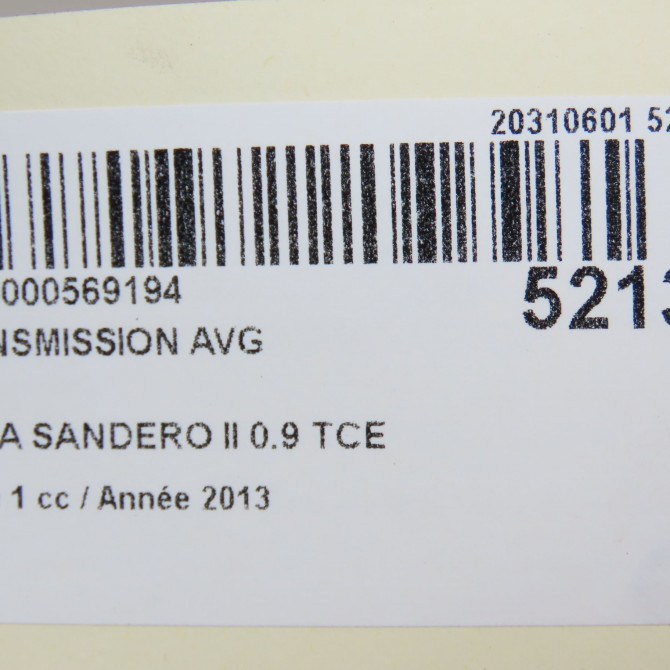 20310601 52
000569194
5213
NSMISSION AVG
A SANDERO II 0.9 TCE
1 cc / Année 2013